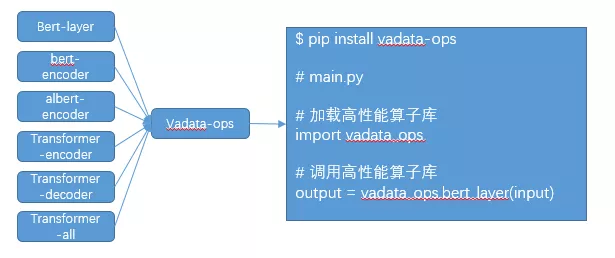 Bert-layer
bert-
encoder
albert-
encoder
Transformer
-encoder
Transformer
-decoder
Transformer
-all
Vadata-ops
$ pip install vadata-ops
# main.py
# 加载高性能算子库
import vadata_ops
# 调用高性能算子库
output = vadata_ops.bert_layer(input)